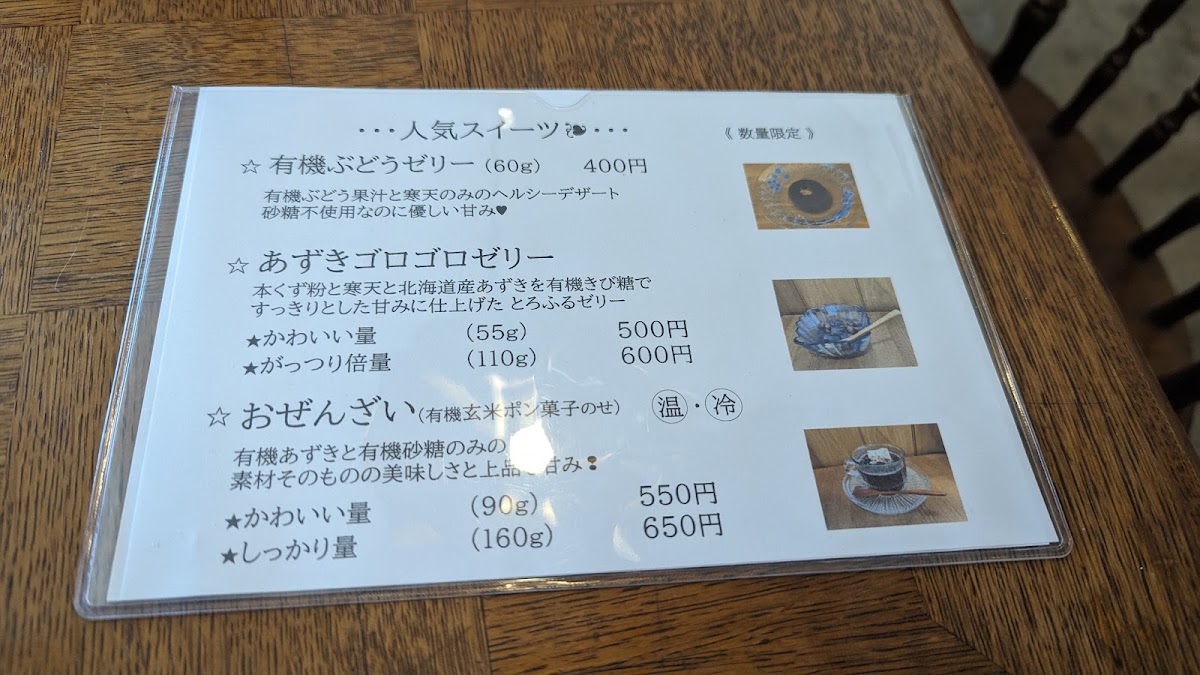 ・・・人気スイーツ❧・・・ 《 数量限定 》
☆ 有機ぶどうゼリー (60g) 400円
有機ぶどう果汁と寒天のみのヘルシーデザート
砂糖不使用なのに優しい甘み♥
☆ あずきゴロゴロゼリー
本くず粉と寒天と北海道産あずきを有機きび糖で
すっきりとした甘みに仕上げた とろふるゼリー
★かわいい量 (55g) 500円
★がっつり倍量 (110g) 600円
☆ おぜんざい(有機玄米ポン菓子のせ) 温・冷
有機あずきと有機砂糖のみの
素材そのものの美味しさと上品 甘み❢
★かわいい量 (90g) 550円
★しっかり量 (160g) 650円